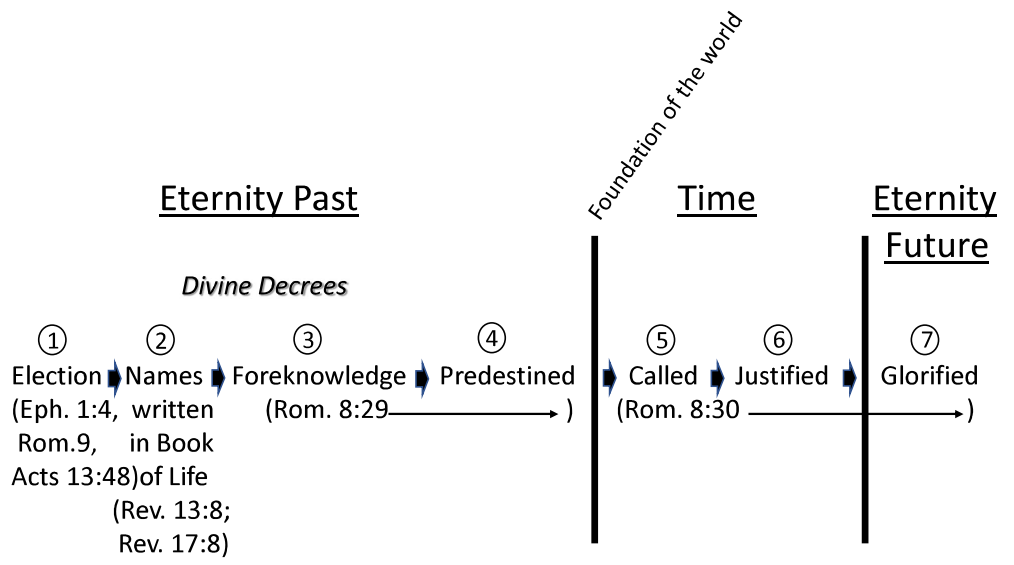 Foundation of the world
Eternity Past
Time
Eternity
Future
Divine Decrees
① ② ③ ④ ⑤ ⑥ ⑦
Election Names Foreknowledge Predestined Called Justified Glorified
(Eph. 1:4, written (Rom. 8:29 ) (Rom. 8:30 )
Rom.9, in Book
Acts 13:48) of Life
(Rev. 13:8;
Rev. 17:8)